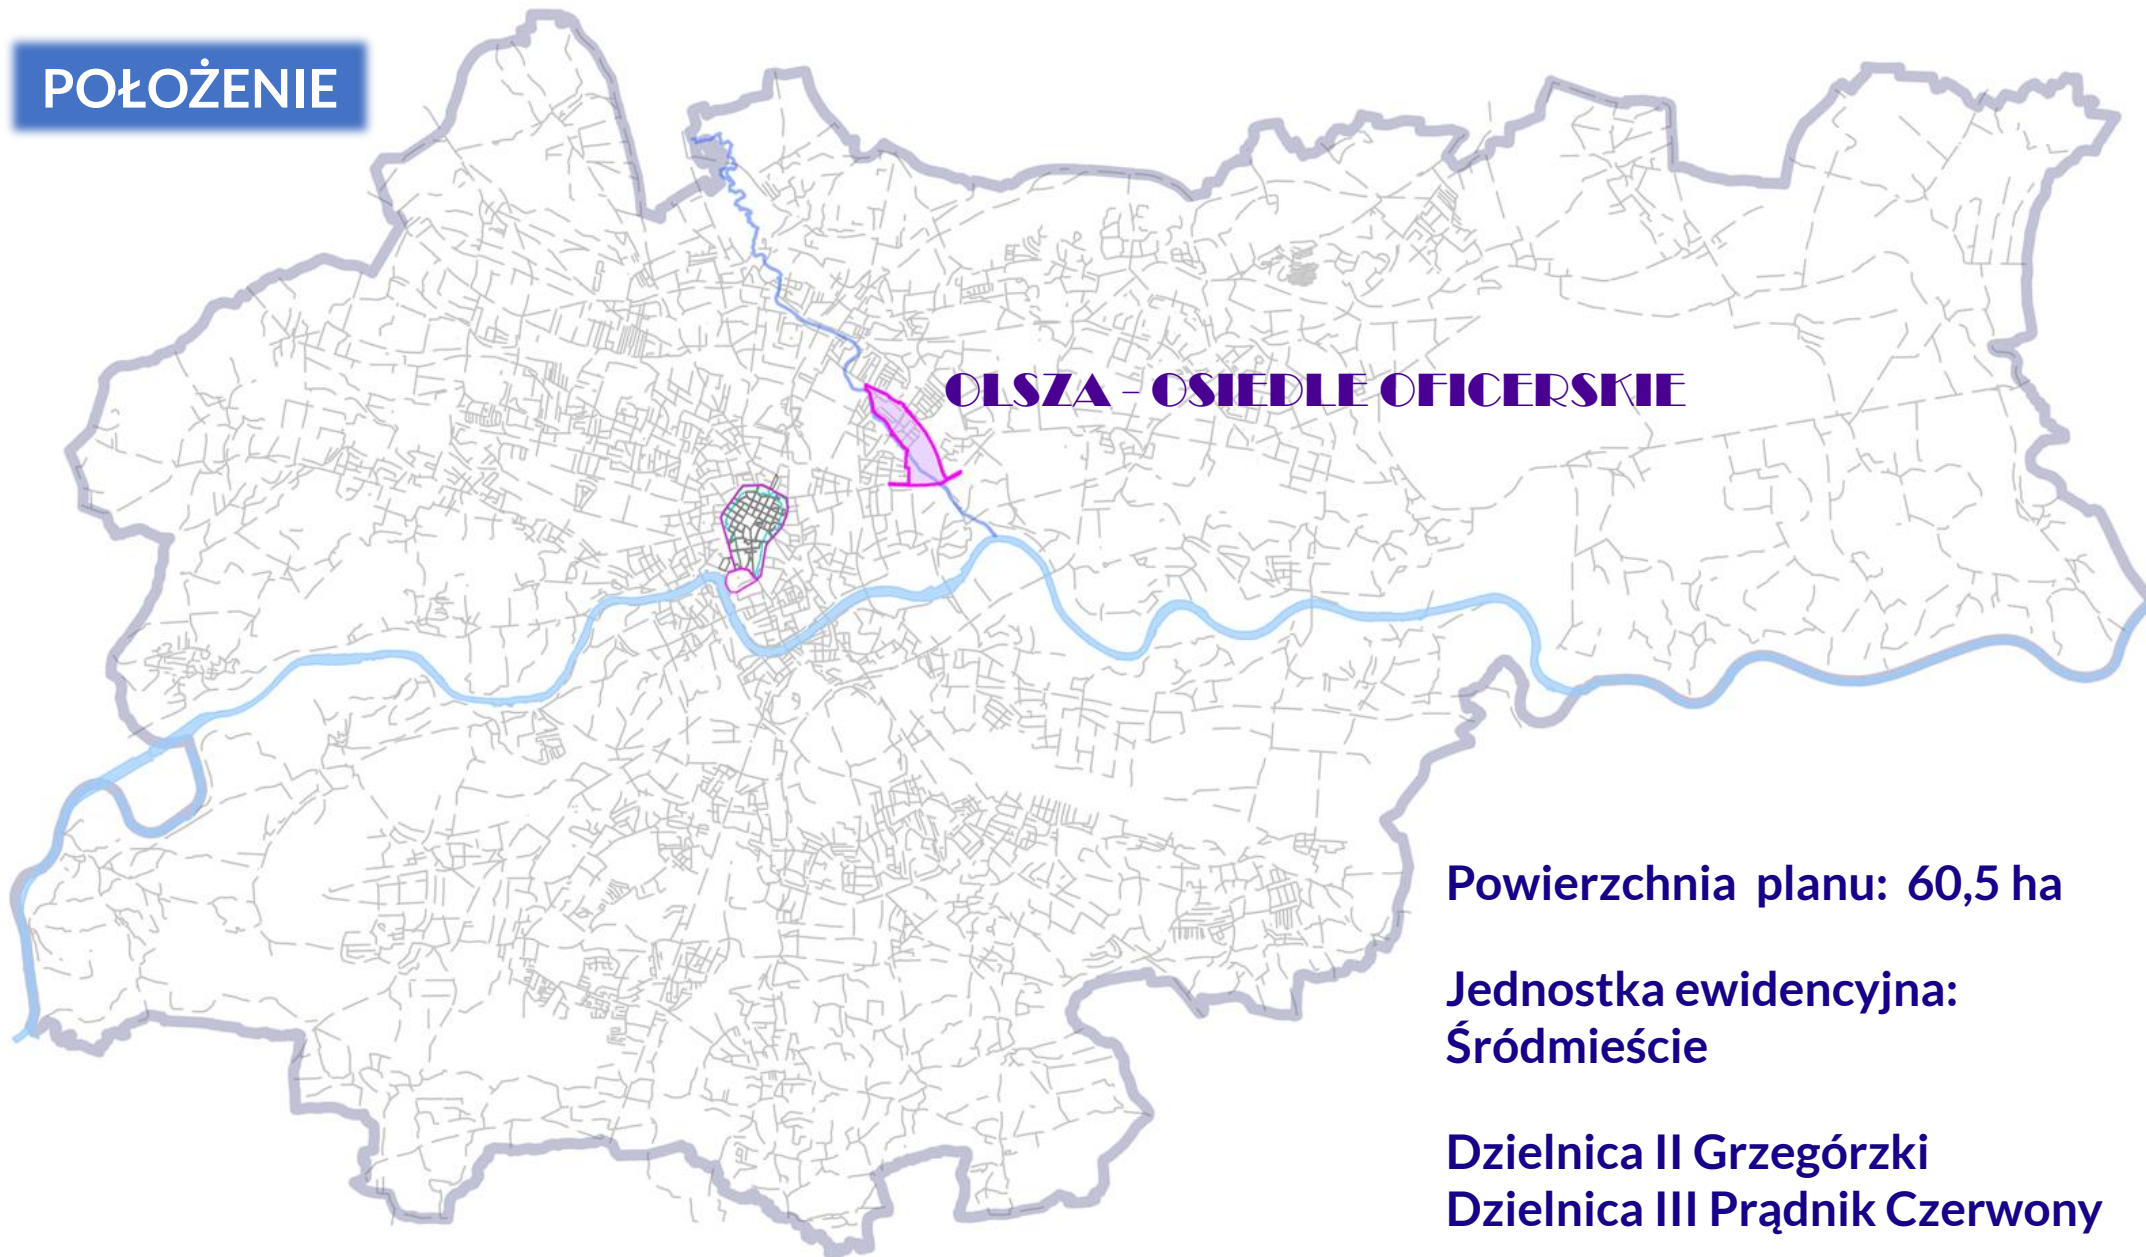 POŁOŻENIE
OLSZA - OSIEDLE OFICERSKIE
Powierzchnia planu: 60,5 ha
Jednostka ewidencyjna:
Śródmieście
Dzielnica II Grzegórzki
Dzielnica III Prądnik Czerwony